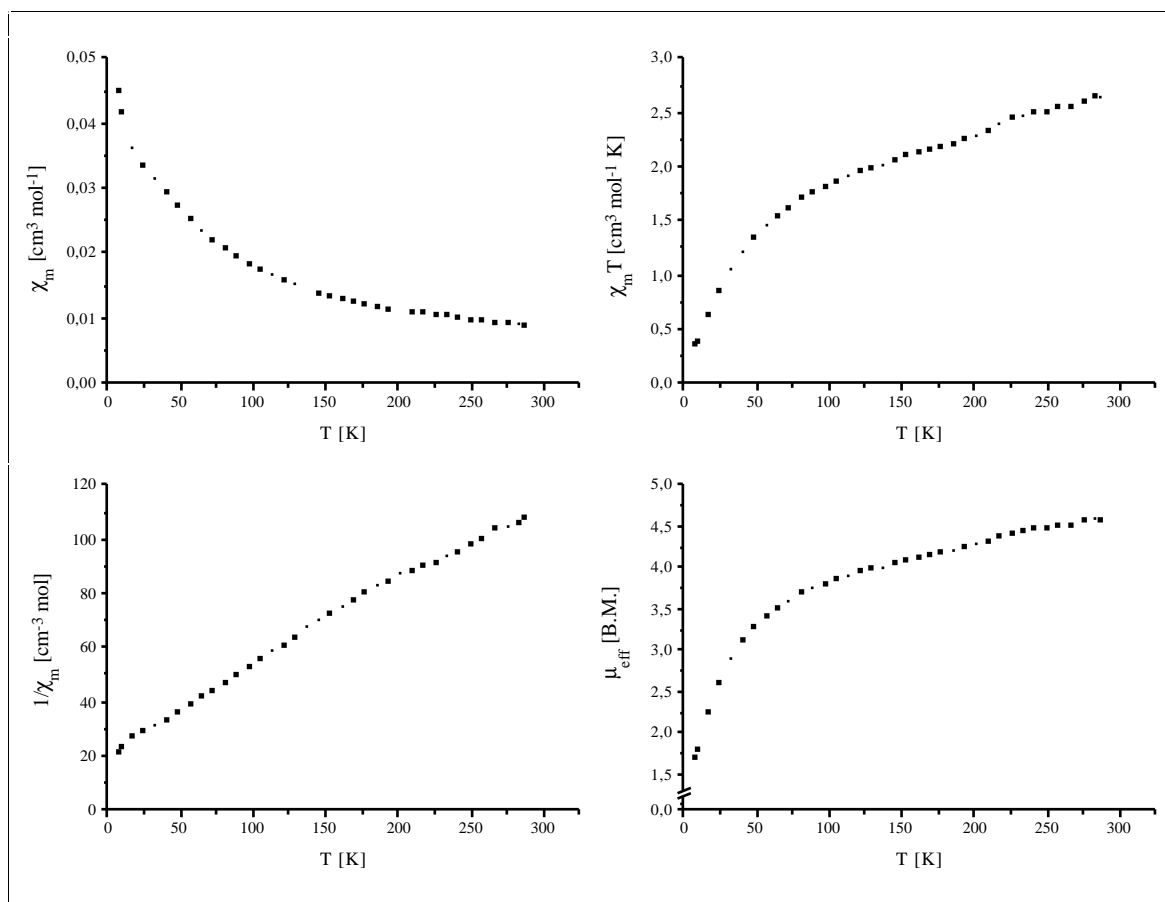 0,05
0,04
0,03
0,02
0,01
0,00
χm [cm3 mol-1]
0 50 100 150 200 250 300
T [K]
3,0
2,5
2,0
1,5
1,0
0,5
0,0
χmT [cm3 mol-1 K]
0 50 100 150 200 250 300
T [K]
120
100
80
60
40
20
0
1/χm [cm-3 mol]
0 50 100 150 200 250 300
T [K]
5,0
4,5
4,0
3,5
3,0
2,5
2,0
1,5
0,0
μeff [B.M.]
0 50 100 150 200 250 300
T [K]